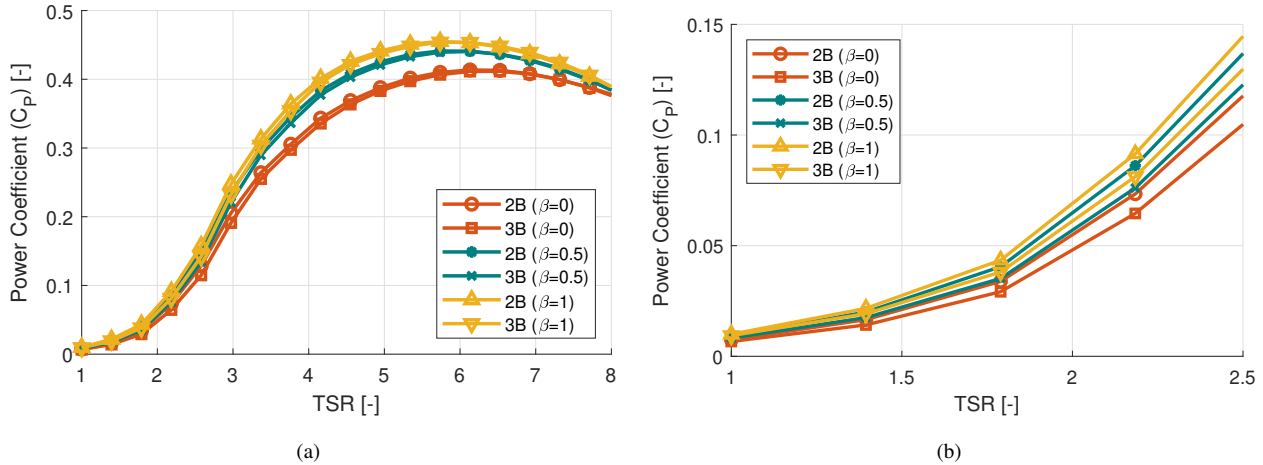 0.5
0.4
0.3
0.2
0.1
0
Power Coefficient (C_P) [-]
2B (β=0)
3B (β=0)
2B (β=0.5)
3B (β=0.5)
2B (β=1)
3B (β=1)
1 2 3 4 5 6 7 8
TSR [-]
(a)
0.15
0.1
0.05
0
Power Coefficient (C_P) [-]
2B (β=0)
3B (β=0)
2B (β=0.5)
3B (β=0.5)
2B (β=1)
3B (β=1)
1 1.5 2 2.5
TSR [-]
(b)